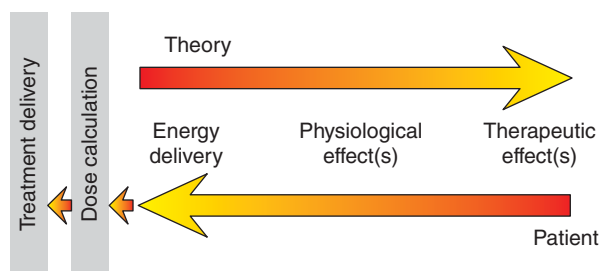 Treatment delivery
Dose calculation
Theory
Energy
delivery
Physiological
effect(s)
Therapeutic
effect(s)
Patient